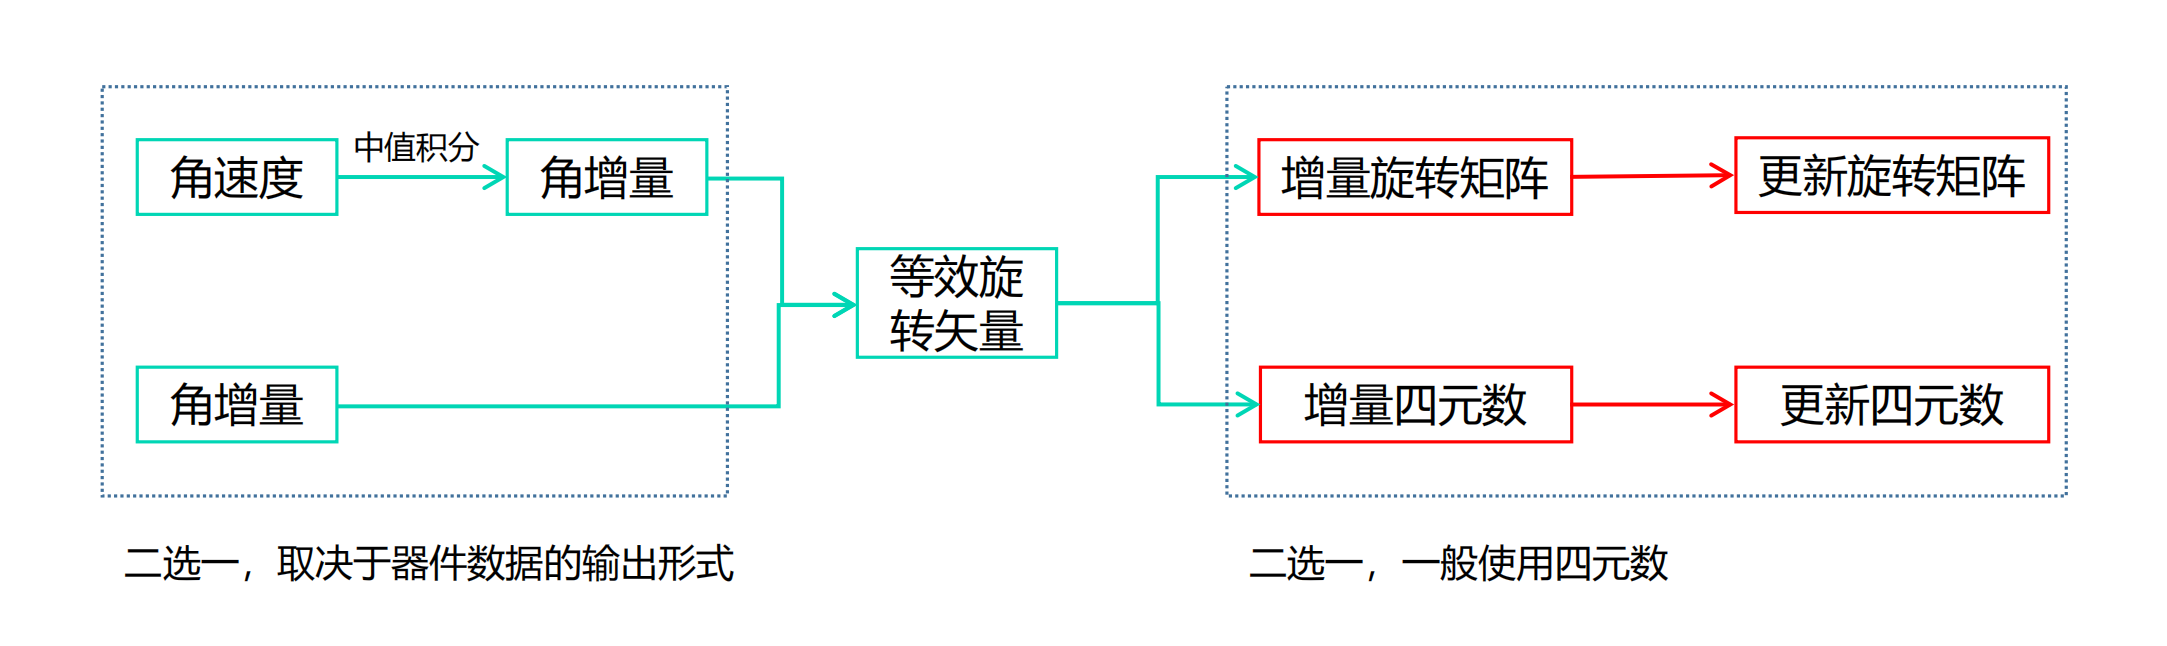 角速度
中值积分
角增量
角增量
等效旋
转矢量
增量旋转矩阵
更新旋转矩阵
增量四元数
更新四元数
二选一，取决于器件数据的输出形式
二选一，一般使用四元数